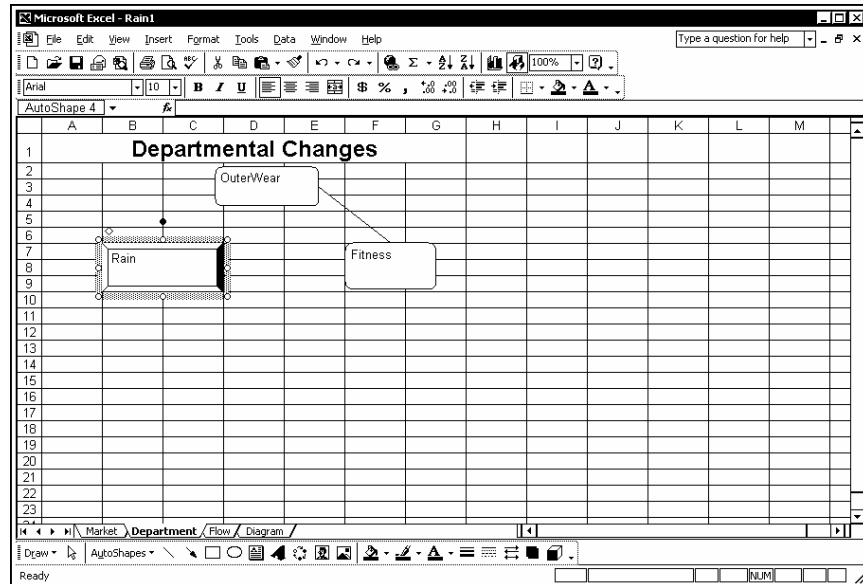 Microsoft Excel - Rain1
File Edit View Insert Format Tools Data Window Help Type a question for help
100%
Arial 10 B I U $ % ,
AutoShape 4 fx
A B C D E F G H I J K L M
1 Departmental Changes
2
OuterWear
3
4
5
6
7
Rain Fitness
8
9
10
11
12
13
14
15
16
17
18
19
20
21
22
23
Market Department Flow Diagram
Draw AutoShapes
Ready NUM